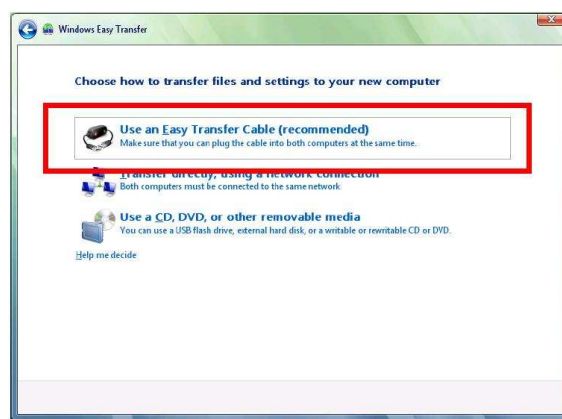 Windows Easy Transfer
Choose how to transfer files and settings to your new computer
Use an Easy Transfer Cable (recommended)
Make sure that you can plug the cable into both computers at the same time.
Transfer directly, using a network connection
Both computers must be connected to the same network
Use a CD, DVD, or other removable media
You can use a USB flash drive, external hard disk, or a writable or rewritable CD or DVD.
Help me decide